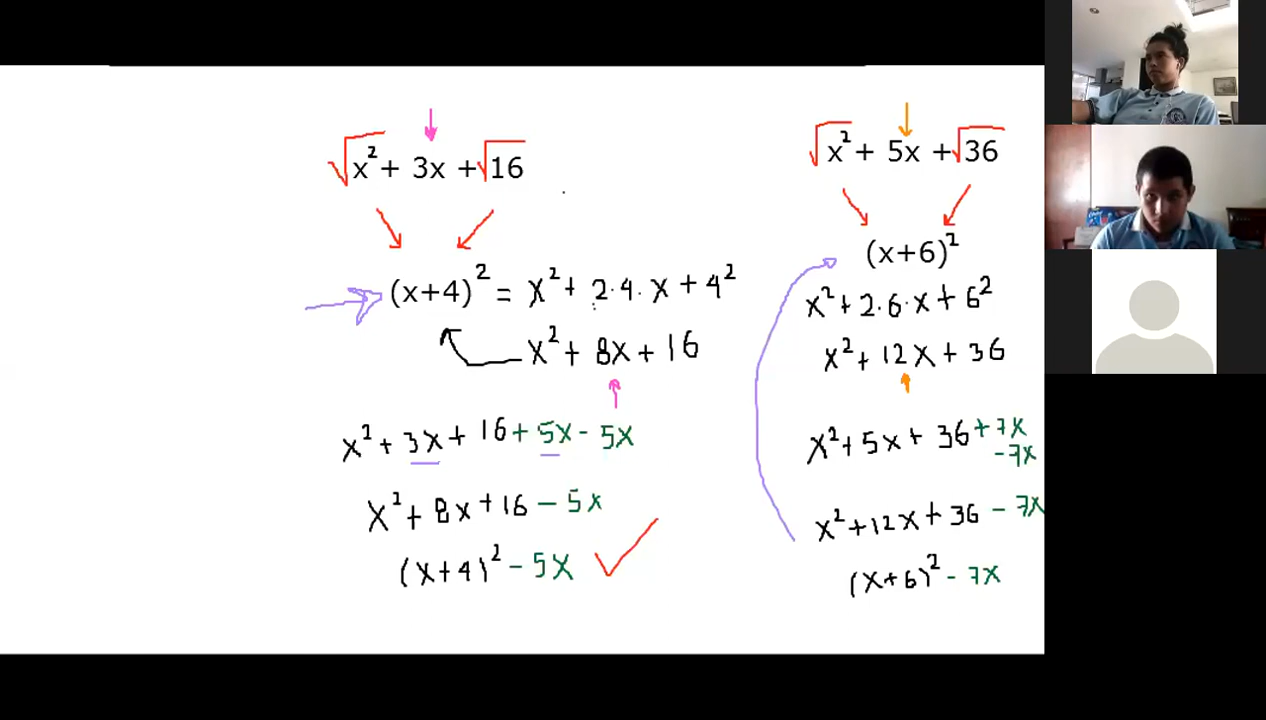 √x² + 3x + √16
(x+4)² = x² + 2·4·x + 4²
x² + 8x + 16
x² + 3x + 16 + 5x - 5x
x² + 8x + 16 - 5x
(x+4)² - 5x
√x² + 5x + √36
(x+6)²
x² + 2·6·x + 6²
x² + 12x + 36
x² + 5x + 36 + 7x
- 7x
x² + 12x + 36 - 7x
(x+6)² - 7x